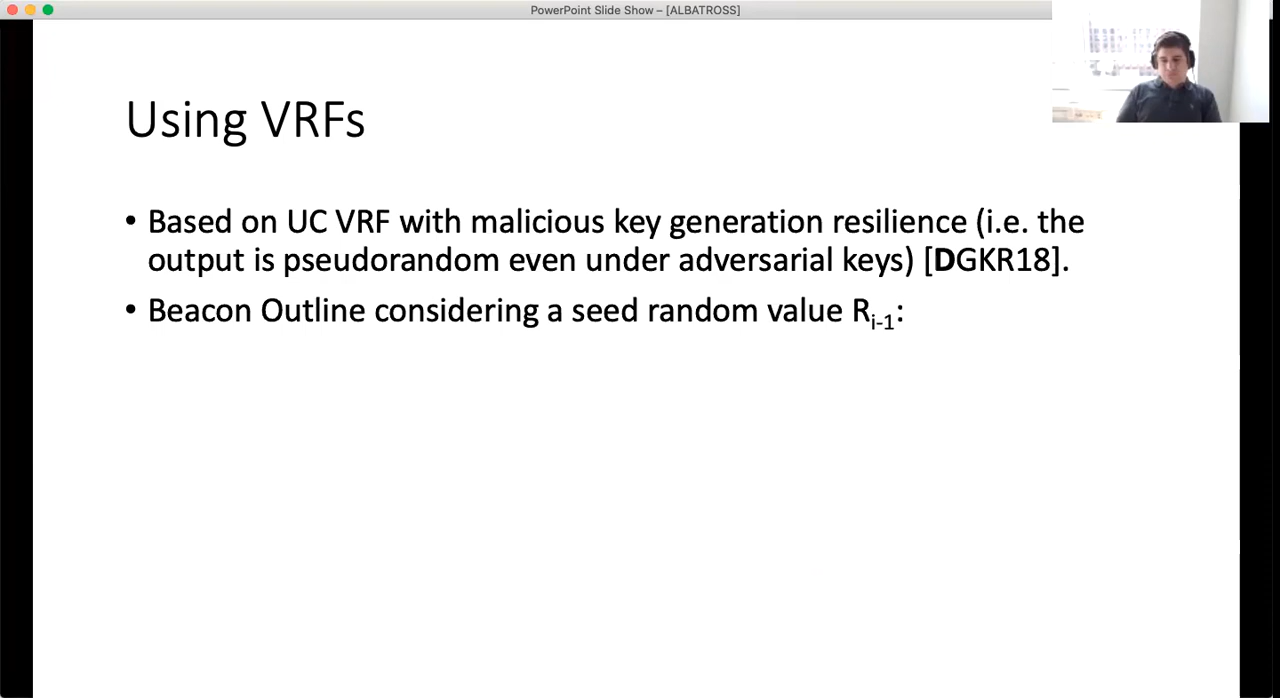 PowerPoint Slide Show – [ALBATROSS]
Using VRFs
• Based on UC VRF with malicious key generation resilience (i.e. the
output is pseudorandom even under adversarial keys) [DGKR18].
• Beacon Outline considering a seed random value Ri-1: